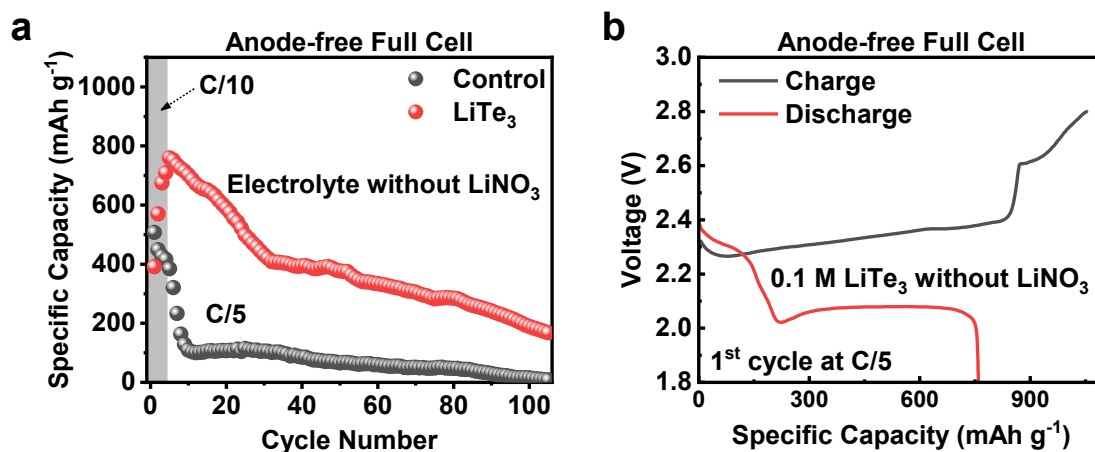 a
Anode-free Full Cell
1000
800
600
400
200
0
C/10
Control
LiTe₃
Electrolyte without LiNO₃
C/5
0 20 40 60 80 100
Cycle Number
Specific Capacity (mAh g⁻¹)
b
Anode-free Full Cell
3.0
2.8
2.6
2.4
2.2
2.0
1.8
Charge
Discharge
0.1 M LiTe₃ without LiNO₃
1ˢᵗ cycle at C/5
0 300 600 900
Specific Capacity (mAh g⁻¹)
Voltage (V)